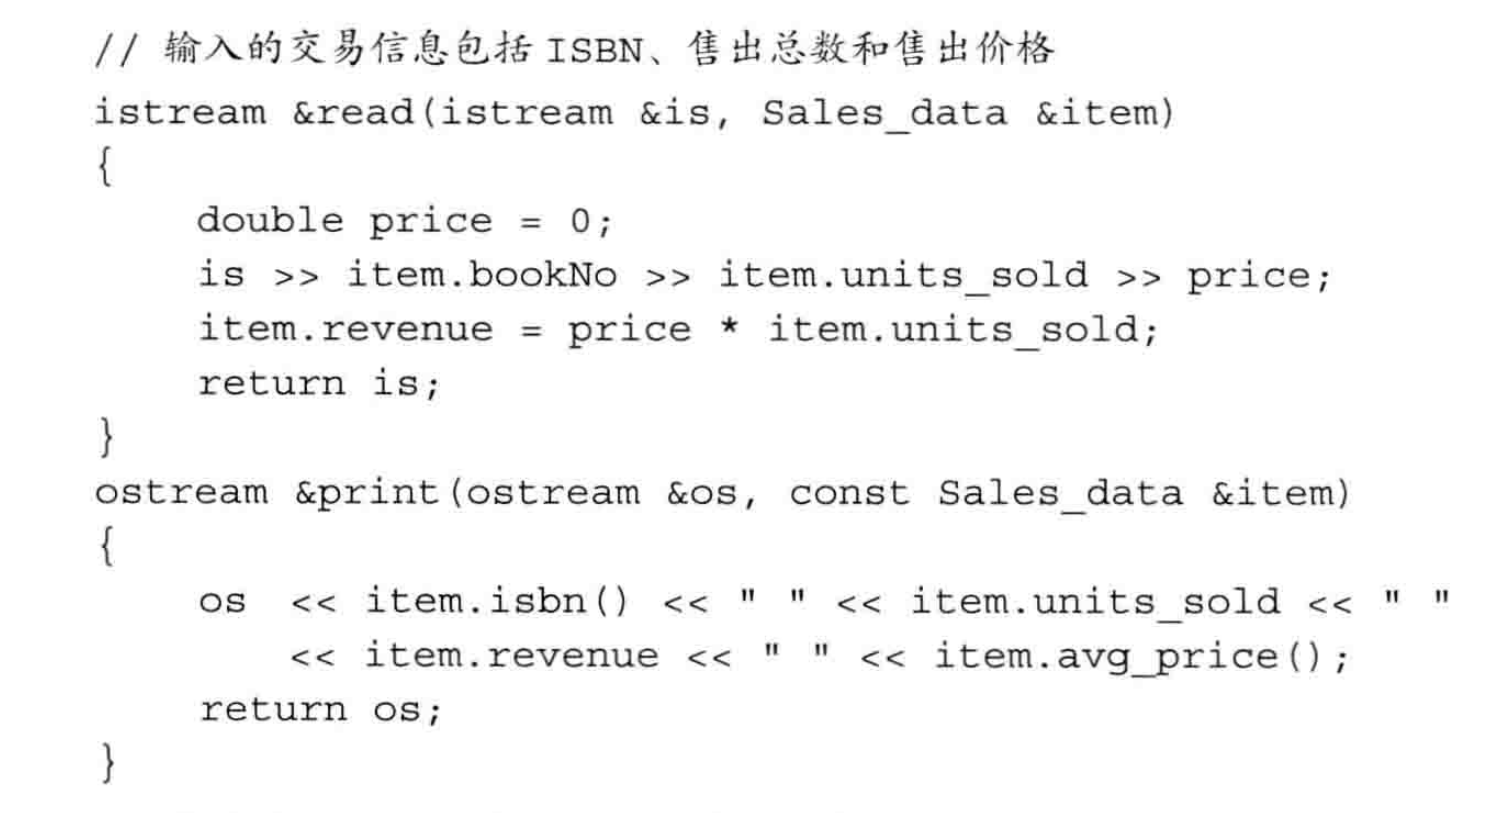 // 输入的交易信息包括 ISBN、售出总数和售出价格
istream &read(istream &is, Sales_data &item)
{
    double price = 0;
    is >> item.bookNo >> item.units_sold >> price;
    item.revenue = price * item.units_sold;
    return is;
}
ostream &print(ostream &os, const Sales_data &item)
{
    os  << item.isbn() << " " << item.units_sold << " "
        << item.revenue << " " << item.avg_price();
    return os;
}